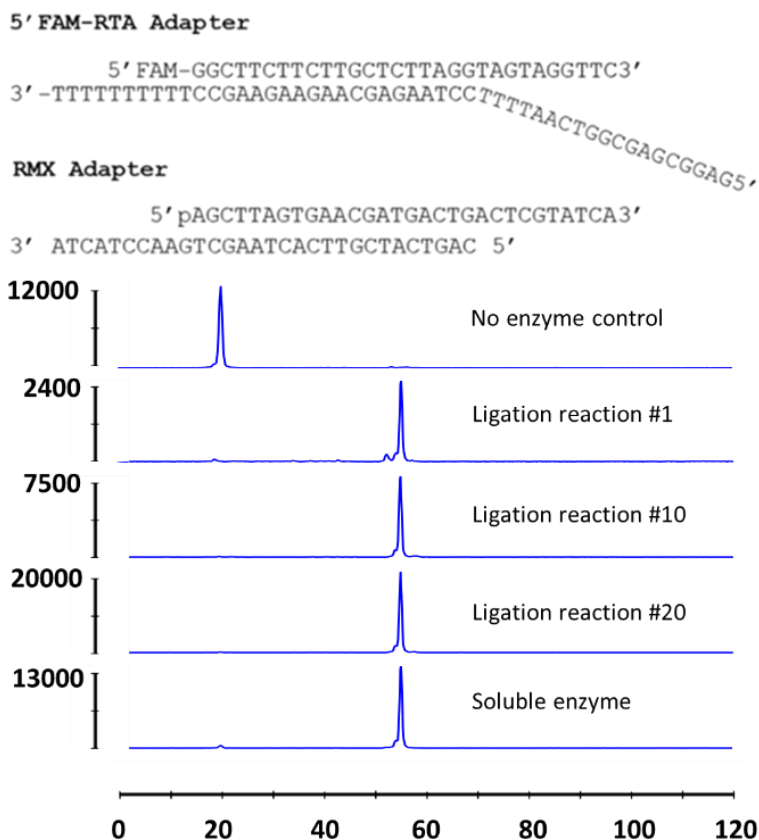 5'FAM-RTA Adapter
5'FAM-GGCTTCTTCTTGCTCTTAGGTAGTAGGTTC3'
3'-TTTTTTTTTTCCGAAGAAGAACGAGAATCCTTTTAACTGGCGAGCGGAG5'
RMX Adapter
5'pAGCTTAGTGAACGATGACTGACTCGTATCA3'
3' ATCATCCAAGTCGAATCACTTGCTACTGAC 5'
12000
No enzyme control
2400
Ligation reaction #1
7500
Ligation reaction #10
20000
Ligation reaction #20
13000
Soluble enzyme
0 20 40 60 80 100 120